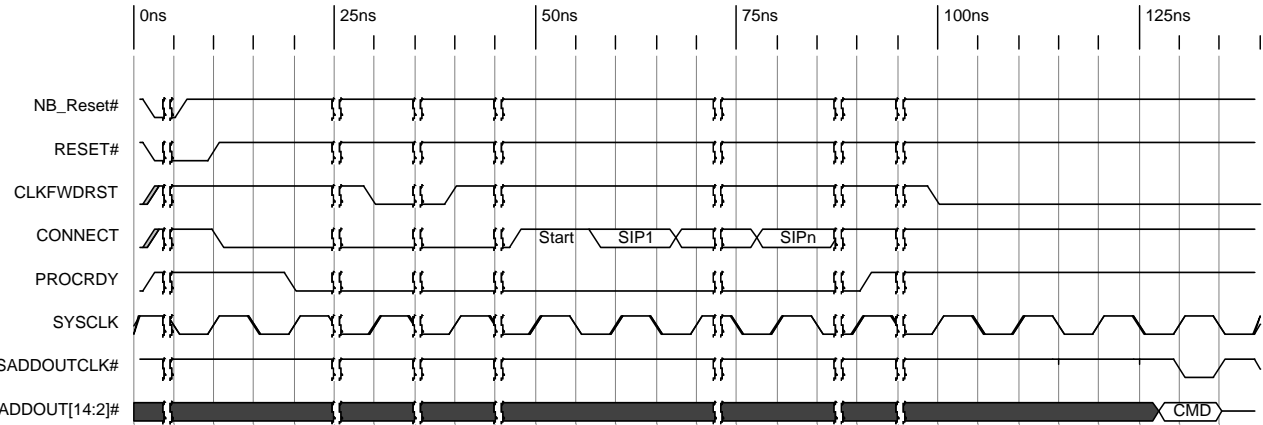 0ns 25ns 50ns 75ns 100ns 125ns
NB_Reset#
RESET#
CLKFWDRST
CONNECT Start SIP1 SIPn
PROCRDY
SYSCLK
SADDOUTCLK#
ADDOUT[14:2]# CMD